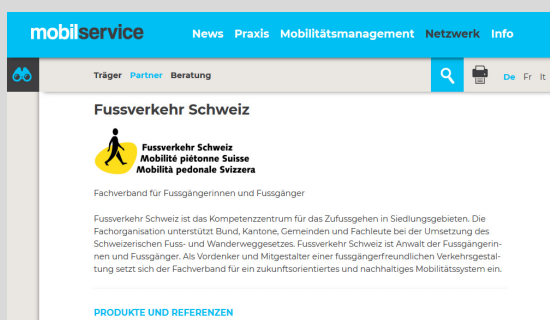 mobilservice
News Praxis Mobilitätsmanagement Netzwerk Info
Träger Partner Beratung
De Fr It
Fussverkehr Schweiz
Fussverkehr Schweiz
Mobilité piétonne Suisse
Mobilità pedonale Svizzera
Fachverband für Fussgängerinnen und Fussgänger
Fussverkehr Schweiz ist das Kompetenzzentrum für das Zufussgehen in Siedlungsgebieten. Die
Fachorganisation unterstützt Bund, Kantone, Gemeinden und Fachleute bei der Umsetzung des
Schweizerischen Fuss- und Wanderweggesetzes. Fussverkehr Schweiz ist Anwalt der Fussgängerin-
nen und Fussgänger. Als Vordenker und Mitgestalter einer fussgängerfreundlichen Verkehrsgestal-
tung setzt sich der Fachverband für ein zukunftsorientiertes und nachhaltiges Mobilitätssystem ein.
PRODUKTE UND REFERENZEN